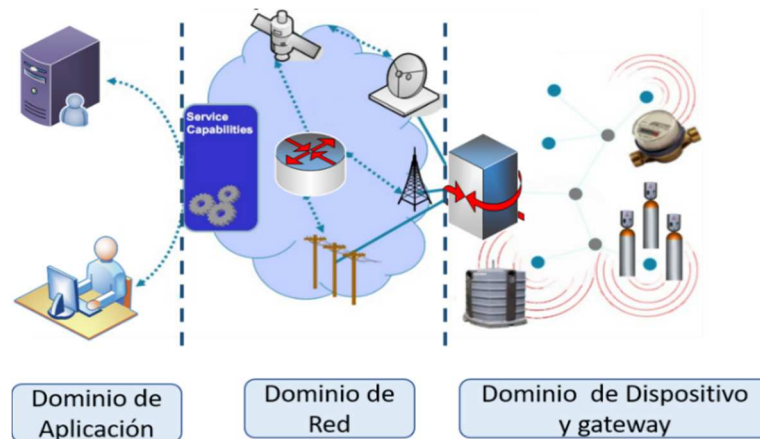 Service
Capabilities
Dominio de
Aplicación
Dominio de
Red
Dominio de Dispositivo
y gateway